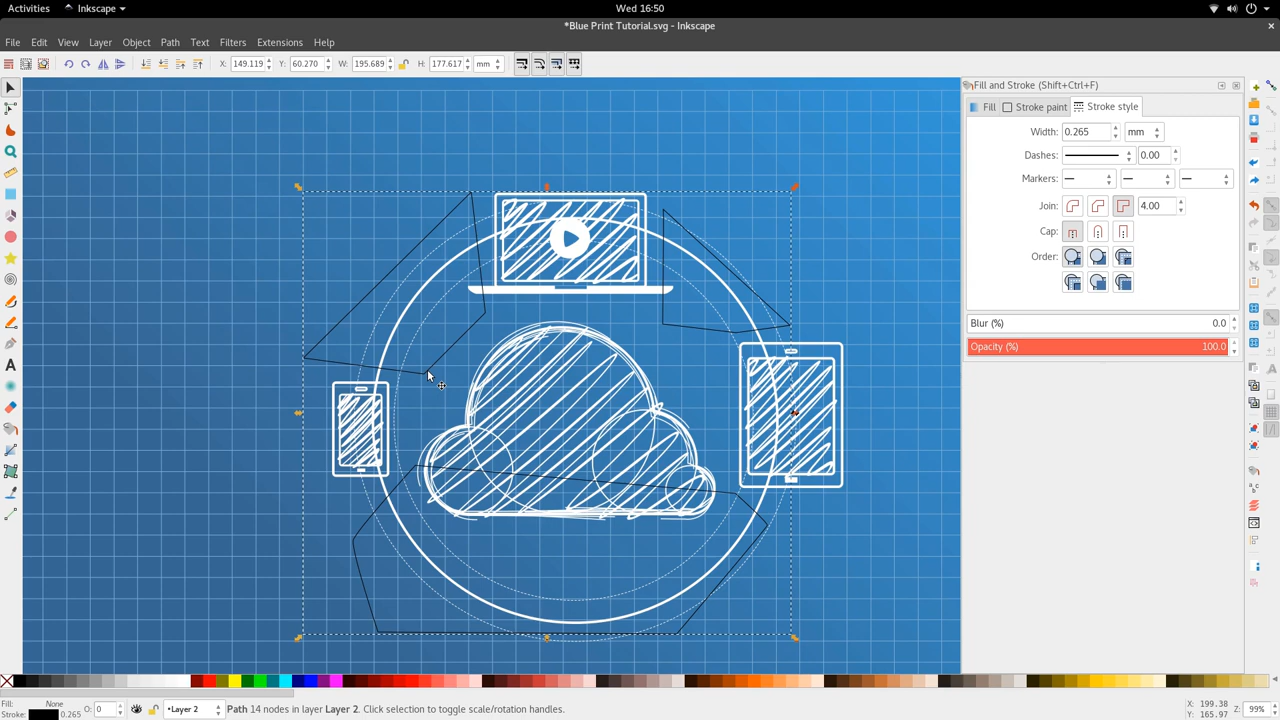 Activities Inkscape Wed 16:50
*Blue Print Tutorial.svg - Inkscape
File Edit View Layer Object Path Text Filters Extensions Help
X: 149.119 Y: 60.270 W: 195.689 H: 177.617 mm
Fill and Stroke (Shift+Ctrl+F)
Fill Stroke paint Stroke style
Width: 0.265 mm
Dashes: 0.00
Markers:
Join: 4.00
Cap:
Order:
Blur (%) 0.0
Opacity (%) 100.0
Fill: None
Stroke: 0.265
O: 0
•Layer 2
Path 14 nodes in layer Layer 2. Click selection to toggle scale/rotation handles.
X: 199.38
Y: 165.97
Z: 99%